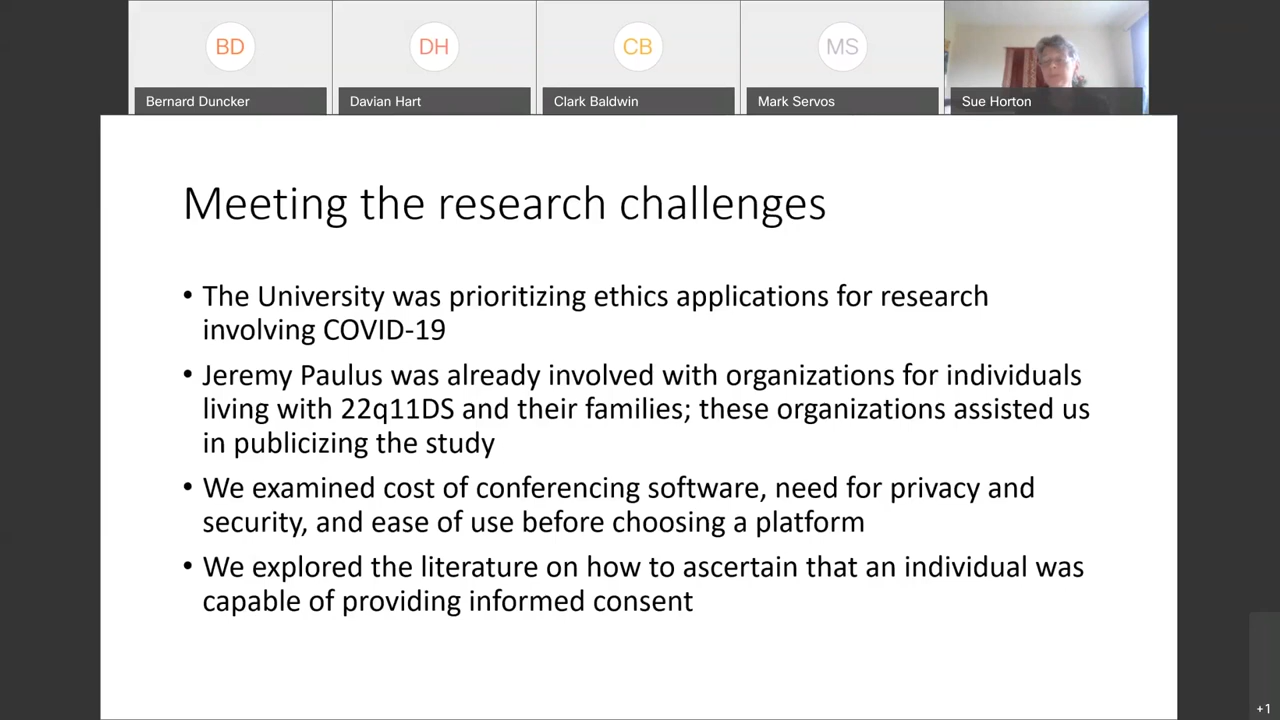 BD
DH
CB
MS
Bernard Duncker
Davian Hart
Clark Baldwin
Mark Servos
Sue Horton
Meeting the research challenges
• The University was prioritizing ethics applications for research
involving COVID-19
• Jeremy Paulus was already involved with organizations for individuals
living with 22q11DS and their families; these organizations assisted us
in publicizing the study
• We examined cost of conferencing software, need for privacy and
security, and ease of use before choosing a platform
• We explored the literature on how to ascertain that an individual was
capable of providing informed consent
+1